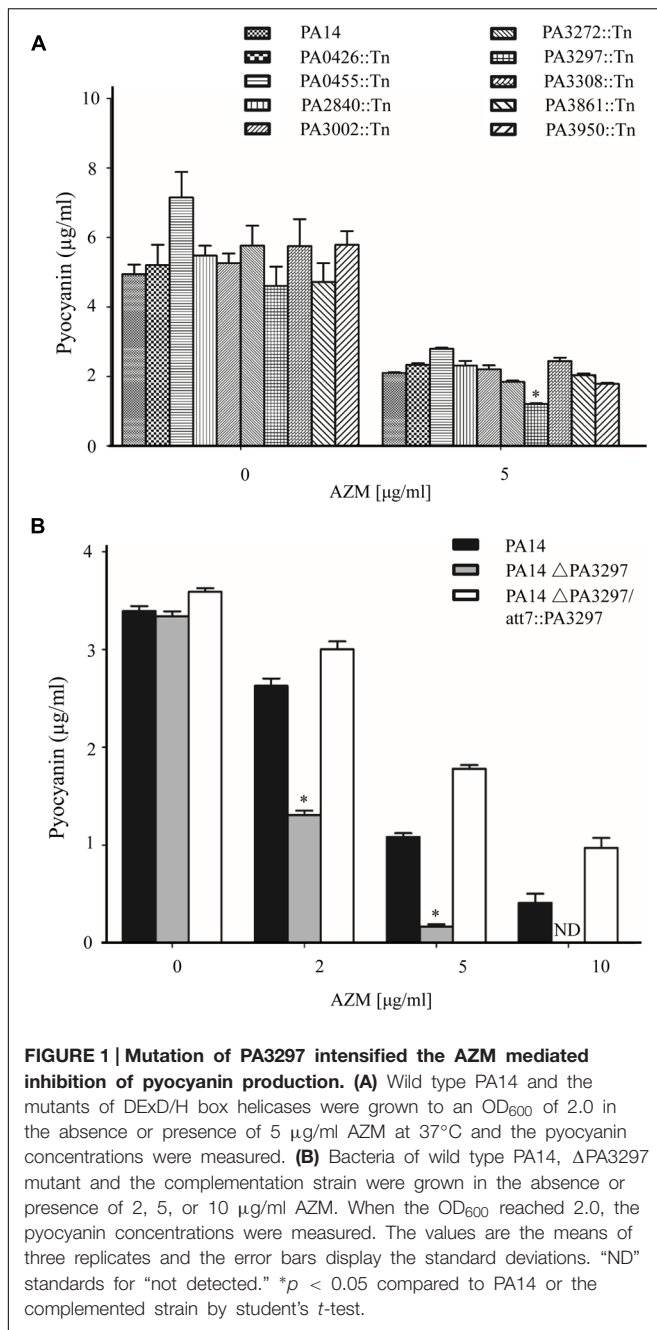 A
PA14
PA0426::Tn
PA0455::Tn
PA2840::Tn
PA3002::Tn
PA3272::Tn
PA3297::Tn
PA3308::Tn
PA3861::Tn
PA3950::Tn
Pyocyanin (μg/ml)
10
8
6
4
2
0
*
0
5
AZM [μg/ml]
B
PA14
PA14 △PA3297
PA14 △PA3297/
att7::PA3297
Pyocyanin (μg/ml)
4
3
2
1
0
*
*
ND
0
2
5
10
AZM [μg/ml]
FIGURE 1 | Mutation of PA3297 intensified the AZM mediated
inhibition of pyocyanin production. (A) Wild type PA14 and the
mutants of DExD/H box helicases were grown to an OD600 of 2.0 in
the absence or presence of 5 μg/ml AZM at 37°C and the pyocyanin
concentrations were measured. (B) Bacteria of wild type PA14, ΔPA3297
mutant and the complementation strain were grown in the absence or
presence of 2, 5, or 10 μg/ml AZM. When the OD600 reached 2.0, the
pyocyanin concentrations were measured. The values are the means of
three replicates and the error bars display the standard deviations. “ND”
standards for “not detected.” *p < 0.05 compared to PA14 or the
complemented strain by student’s t-test.